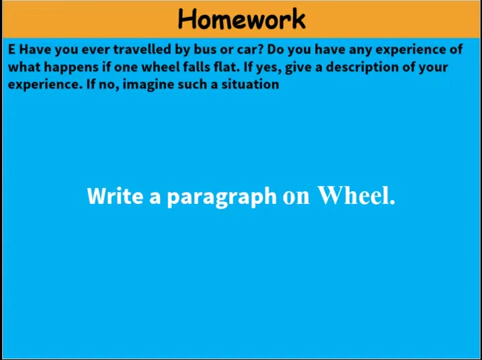 Homework
E Have you ever travelled by bus or car? Do you have any experience of
what happens if one wheel falls flat. If yes, give a description of your
experience. If no, imagine such a situation
Write a paragraph on Wheel.